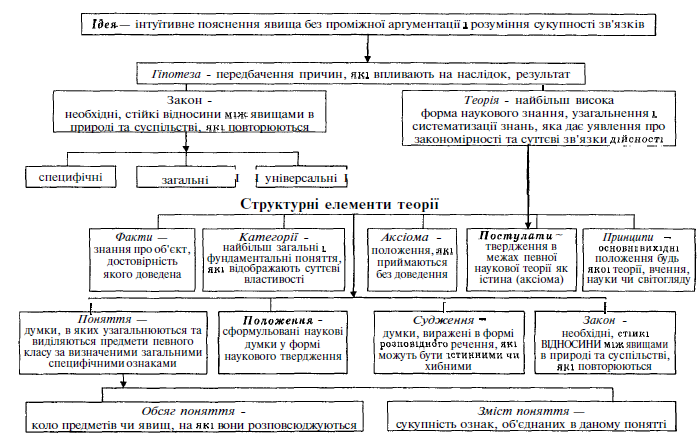 Ідея — інтуїтивне пояснення явища без проміжної аргументації і розуміння сукупності зв'язків
Гіпотеза - передбачення причин, які впливають на наслідок, результат
Закон -
необхідні, стійкі відносини між явищами в
природі та суспільстві, які повторюються
Теорія - найбільш висока
форма наукового знання, узагальнення і
систематизації знань, яка дає уявлення про
закономірності та суттєві зв'язки дійсності
специфічні
загальні
універсальні
Структурні елементи теорії
Факти —
знання про об'єкт,
достовірність
якого доведена
Категорії -
найбільш загальні і
фундаментальні поняття,
які відображають суттєві
властивості
Аксіома -
положення, які
приймаються
без доведення
Постулати –
твердження в
межах певної
наукової теорії як
істина (аксіома)
Принципи -
основні вихідні
положення будь
якої теорії, вчення,
науки чи світогляду
Поняття —
думки, в яких узагальнюються та
виділяються предмети певного
класу за визначеними загальними
специфічними ознаками
Положення -
сформульовані наукові
думки у формі
наукового твердження
Судження —
думки, виражені в формі
розповідного речення, які
можуть бути істинними чи
хибними
Закон -
необхідні, стійкі
ВІДНОСИНИ між явищами
в природі та суспільстві,
які повторюються
Обсяг поняття -
коло предметів чи явищ, на які вони розповсюджуються
Зміст поняття —
сукупність ознак, об'єднаних в даному понятті